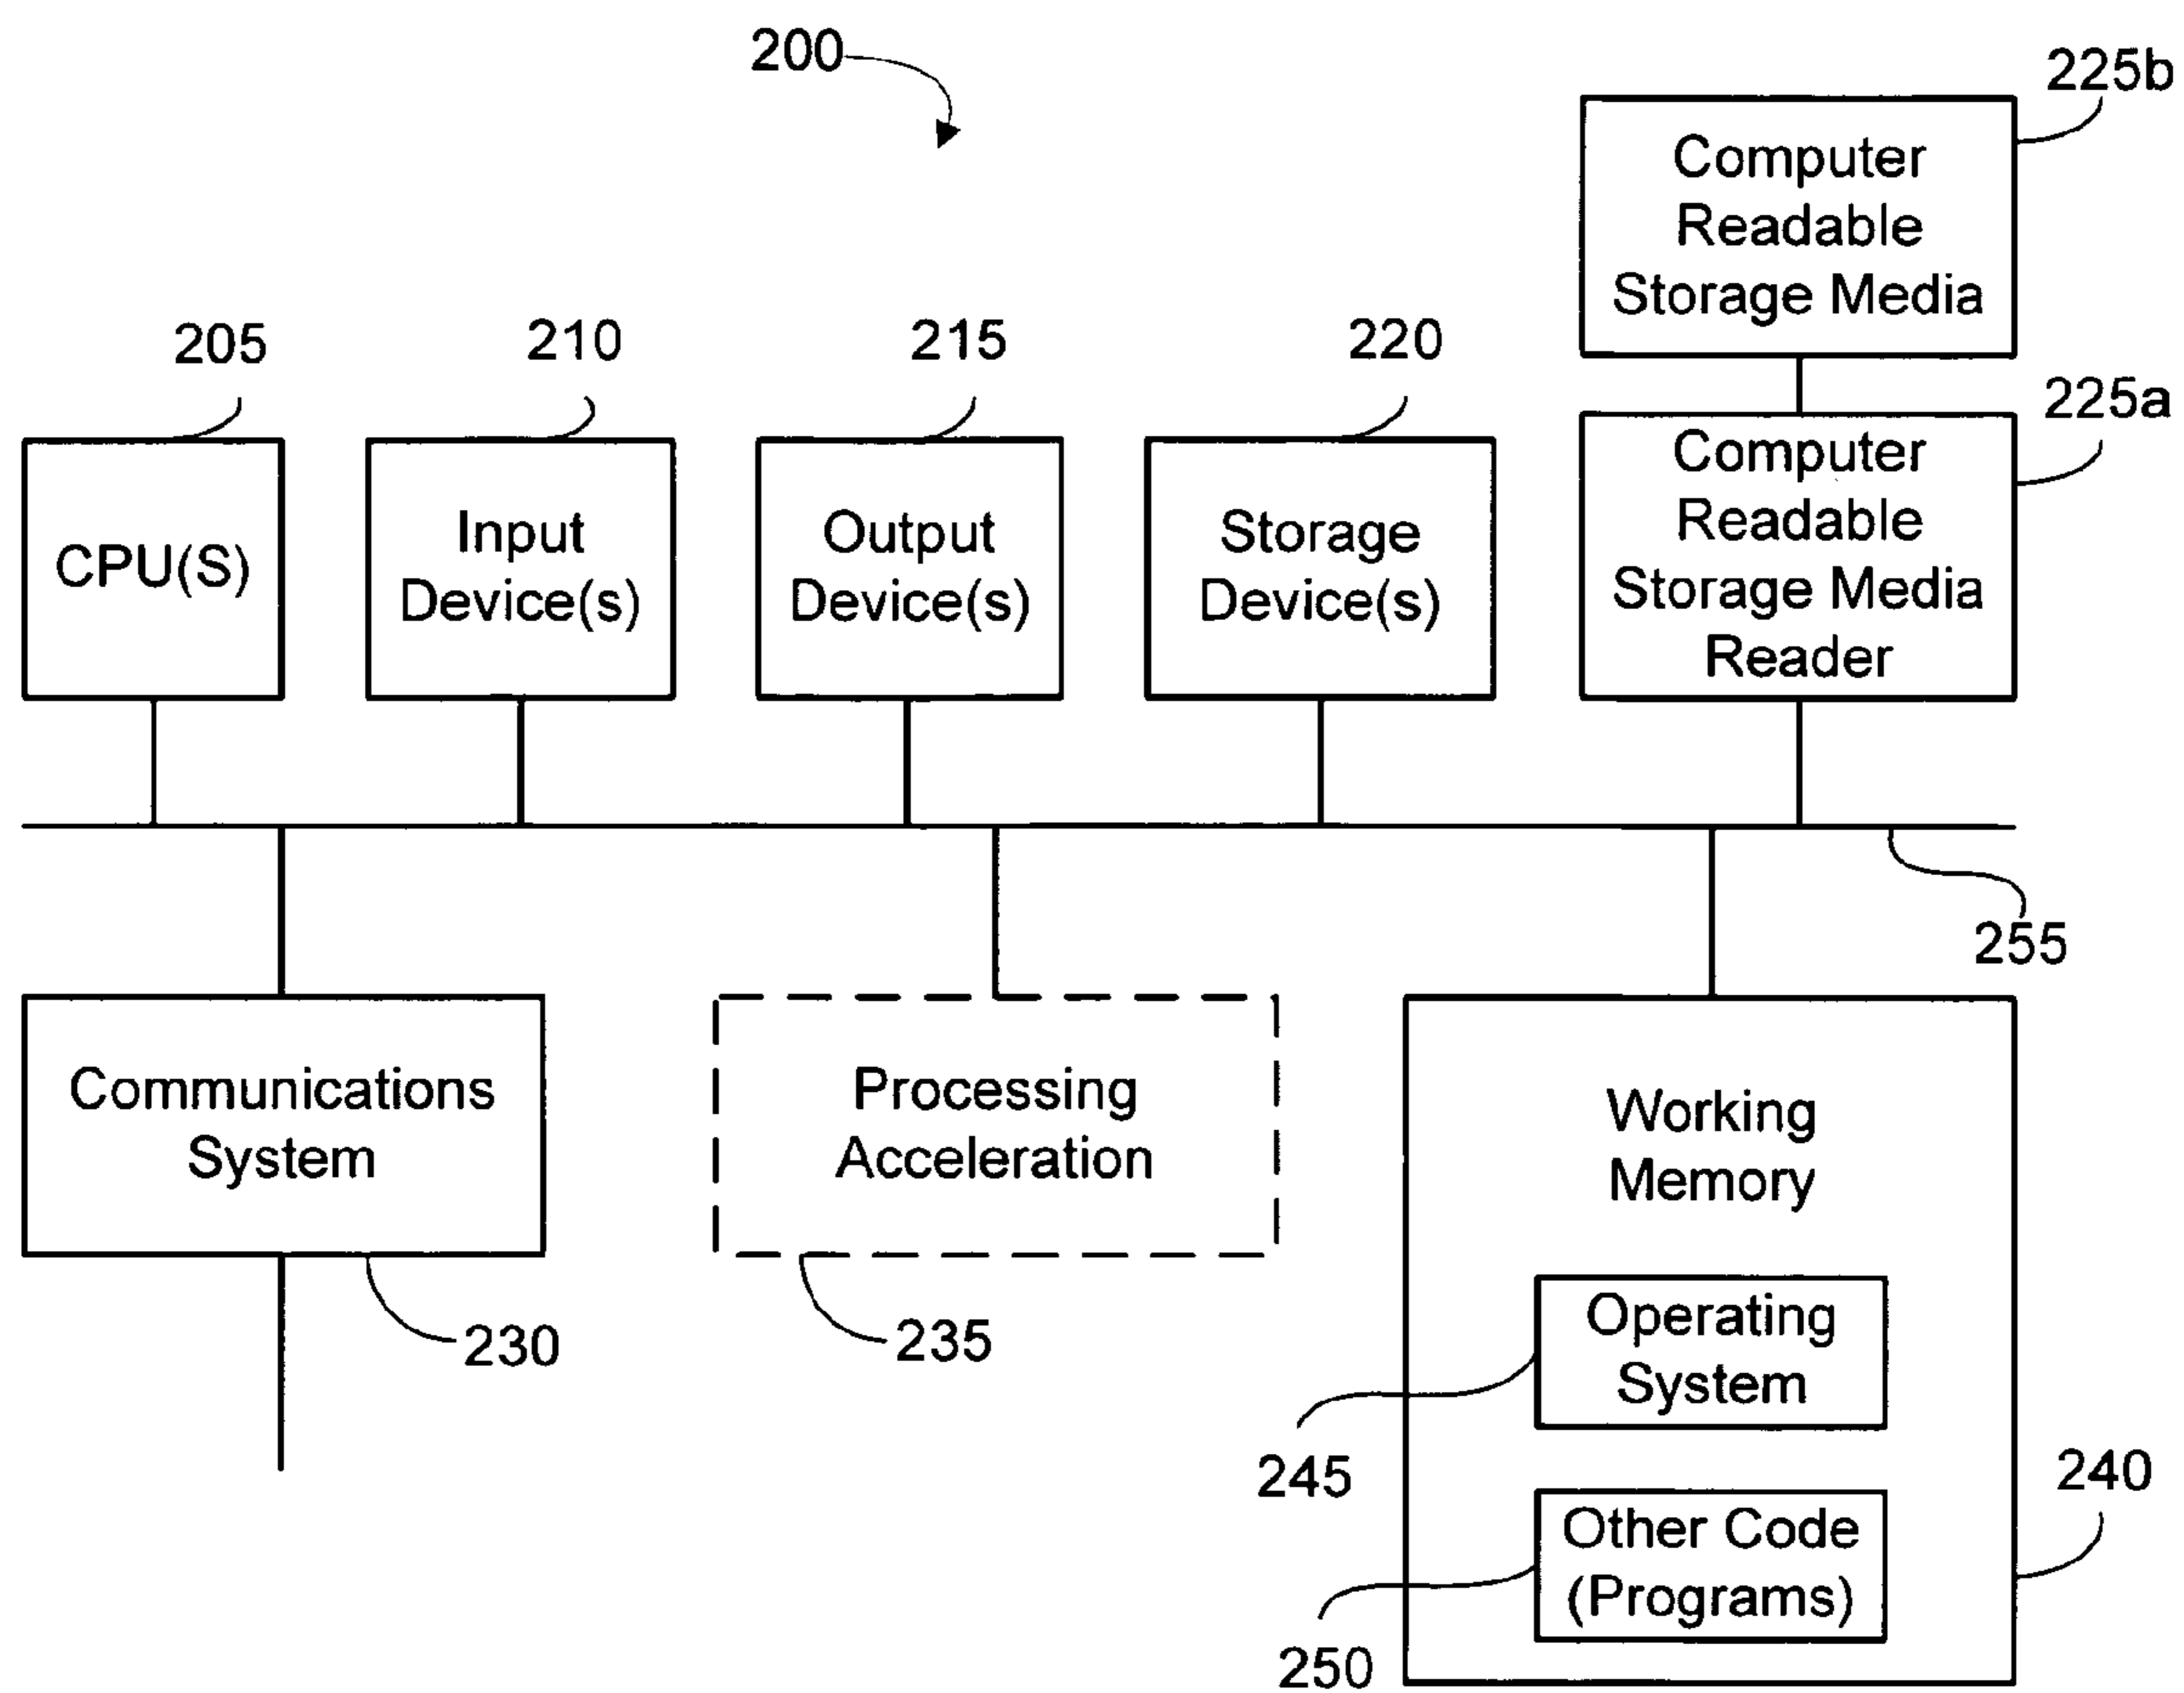 200
225b
Computer
Readable
Storage Media
205
210
215
220
225a
CPU(S)
Input
Device(s)
Output
Device(s)
Storage
Device(s)
Computer
Readable
Storage Media
Reader
255
Communications
System
230
Processing
Acceleration
235
Working
Memory
Operating
System
245
240
Other Code
(Programs)
250